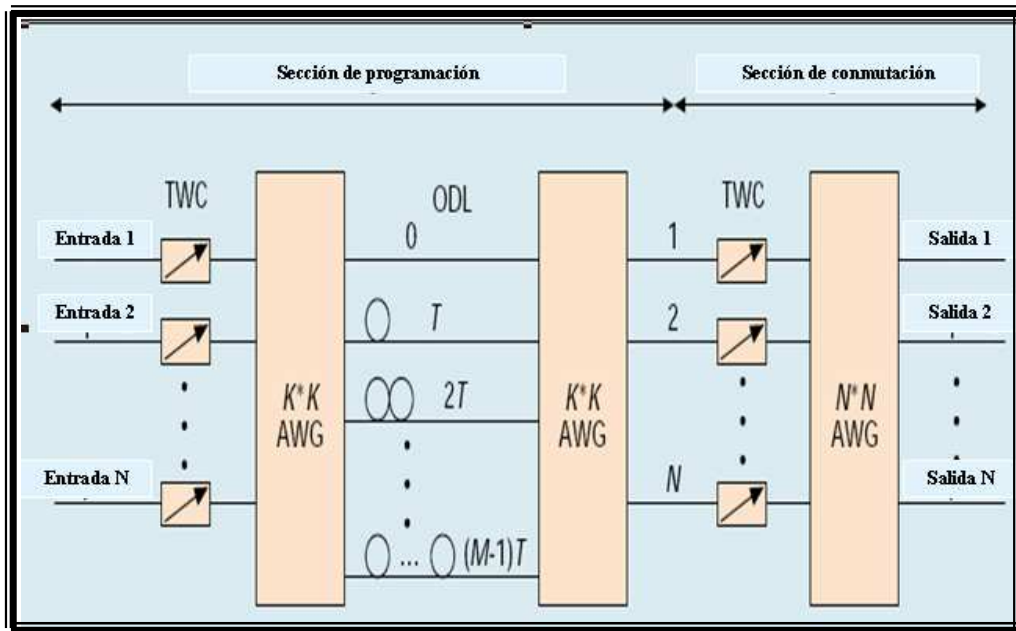 Sección de programación
Sección de conmutación
TWC
ODL
TWC
Entrada 1
0
1
Salida 1
Entrada 2
T
2
Salida 2
2T
K*K
AWG
K*K
AWG
N*N
AWG
Entrada N
N
Salida N
... (M-1)T